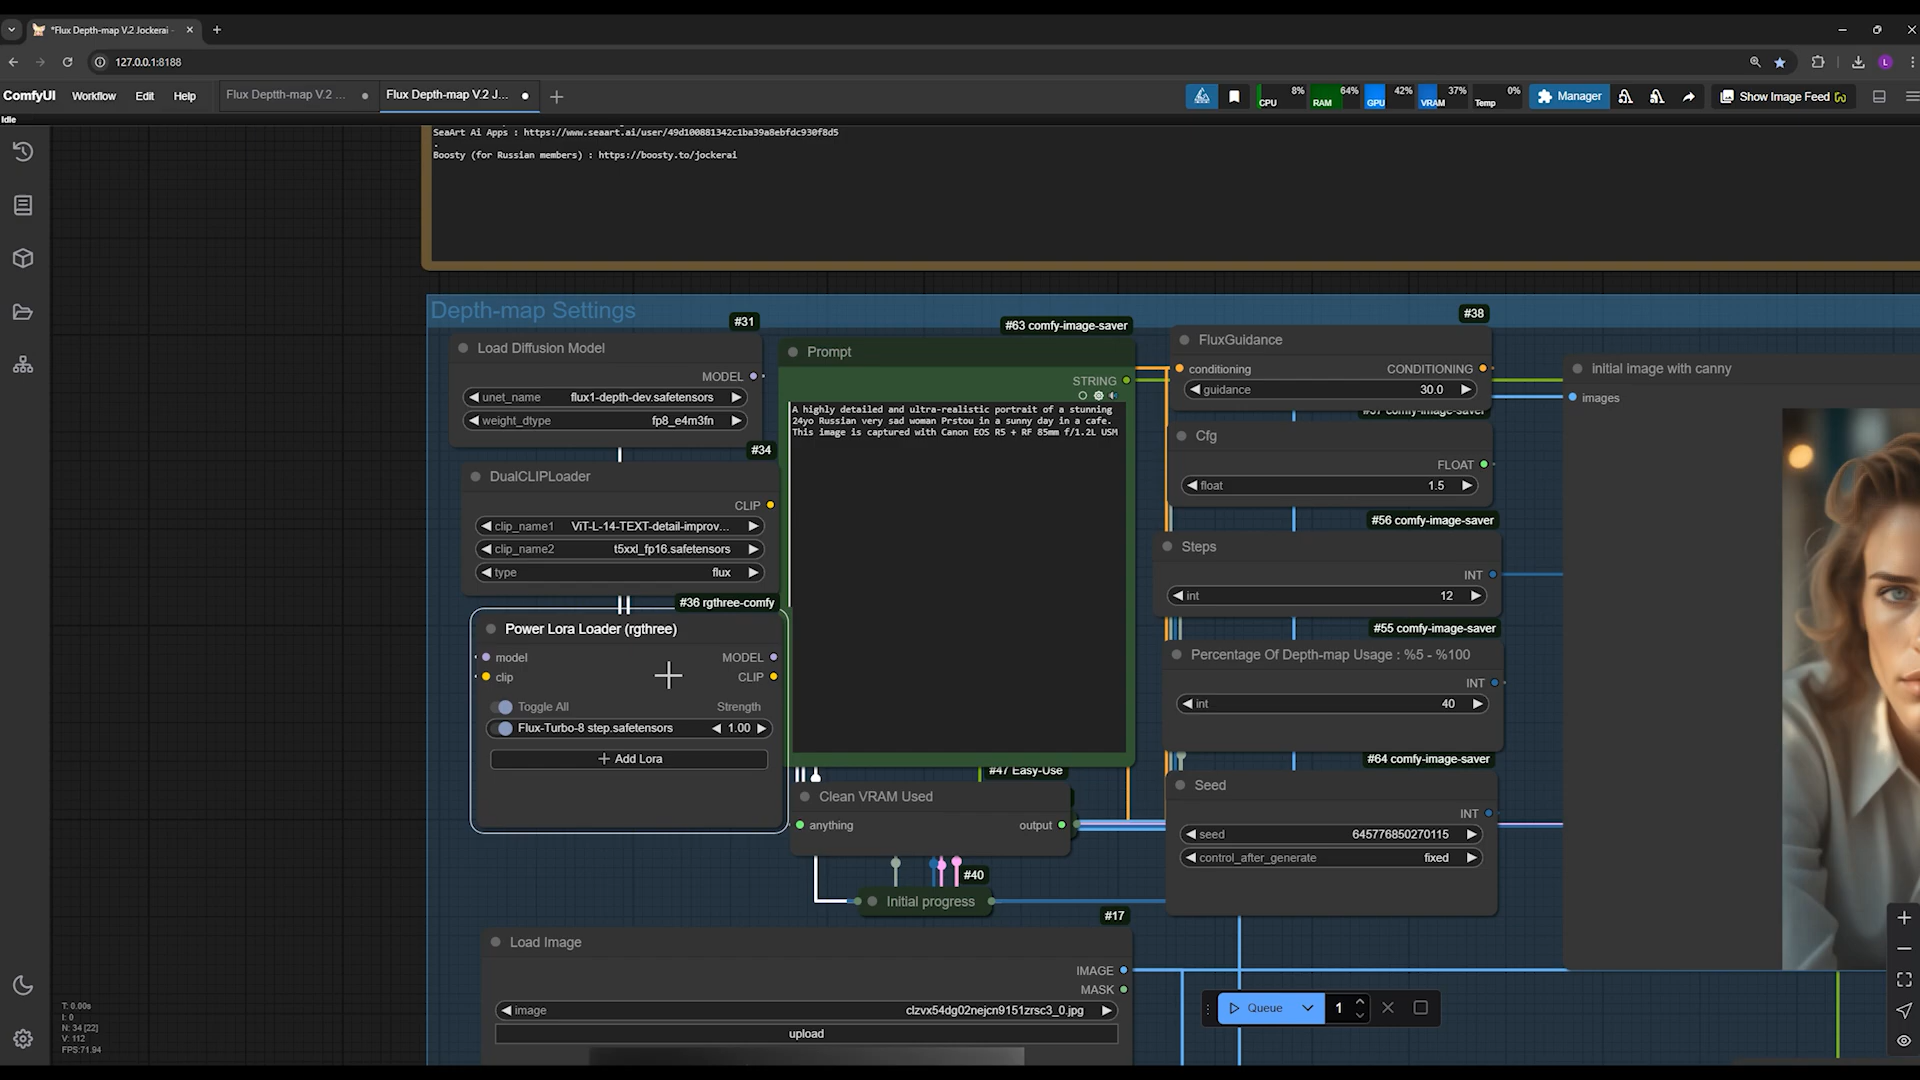 *Flux Depth-map V.2 Jockerai -
127.0.0.1:8188
L
ComfyUI
Workflow
Edit
Help
Flux Deptth-map V.2 ...
Flux Depth-map V.2 J...
CPU 8%
RAM 64%
GPU 42%
VRAM 37%
Temp 0%
Manager
Show Image Feed
Idle
SeaArt Ai Apps : https://www.seaart.ai/user/49d100881342c1ba39a8ebfdc930f8d5
-
Boosty (for Russian members) : https://boosty.to/jockerai
Depth-map Settings
#31
Load Diffusion Model
MODEL
unet_name flux1-depth-dev.safetensors
weight_dtype fp8_e4m3fn
#34
DualCLIPLoader
CLIP
clip_name1 ViT-L-14-TEXT-detail-improv...
clip_name2 t5xxl_fp16.safetensors
type flux
#36 rgthree-comfy
Power Lora Loader (rgthree)
model MODEL
clip CLIP
Toggle All Strength
Flux-Turbo-8 step.safetensors 1.00
+ Add Lora
#63 comfy-image-saver
Prompt
STRING
A highly detailed and ultra-realistic portrait of a stunning
24yo Russian very sad woman Prstou in a sunny day in a cafe.
This image is captured with Canon EOS R5 + RF 85mm f/1.2L USM
#47 Easy-Use
Clean VRAM Used
anything output
#40
Initial progress
#17
Load Image
IMAGE
MASK
image clzvx54dg02nejcn9151zrsc3_0.jpg
upload
#38
FluxGuidance
conditioning CONDITIONING
guidance 30.0
#37 comfy-image-saver
Cfg
FLOAT
float 1.5
#56 comfy-image-saver
Steps
INT
int 12
#55 comfy-image-saver
Percentage Of Depth-map Usage : %5 - %100
INT
int 40
#64 comfy-image-saver
Seed
INT
seed 645776850270115
control_after_generate fixed
Initial image with canny
images
Queue
1
T: 0.00s
I: 0
N: 34 [22]
V: 112
FPS:71.94